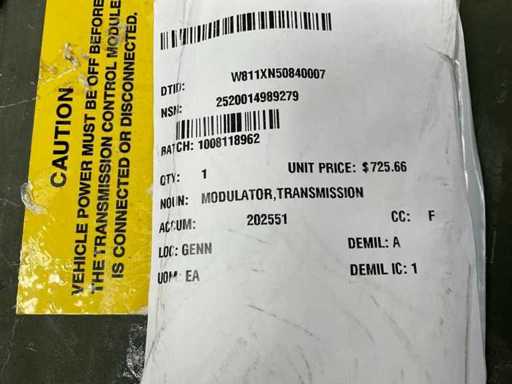 CAUTION
VEHICLE POWER MUST BE OFF BEFORE
THE TRANSMISSION CONTROL MODULE
IS CONNECTED OR DISCONNECTED.
DTID: W811XN50840007
NSN: 2520014989279
BATCH: 1008118962
QTY: 1 UNIT PRICE: $725.66
NOUN: MODULATOR,TRANSMISSION
ACCUM: 202551 CC: F
LOC: GENN DEMIL: A
UOM: EA DEMIL IC: 1